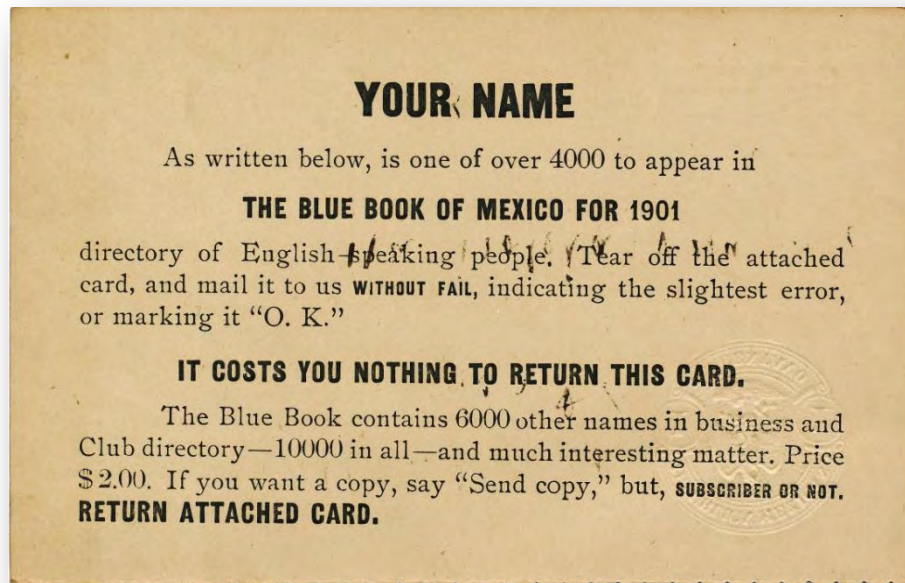 YOUR NAME
As written below, is one of over 4000 to appear in
THE BLUE BOOK OF MEXICO FOR 1901
directory of English-speaking people. Tear off the attached
card, and mail it to us WITHOUT FAIL, indicating the slightest error,
or marking it “O. K.”
IT COSTS YOU NOTHING TO RETURN THIS CARD.
The Blue Book contains 6000 other names in business and
Club directory—10000 in all—and much interesting matter. Price
$2.00. If you want a copy, say “Send copy,” but, SUBSCRIBER OR NOT.
RETURN ATTACHED CARD.